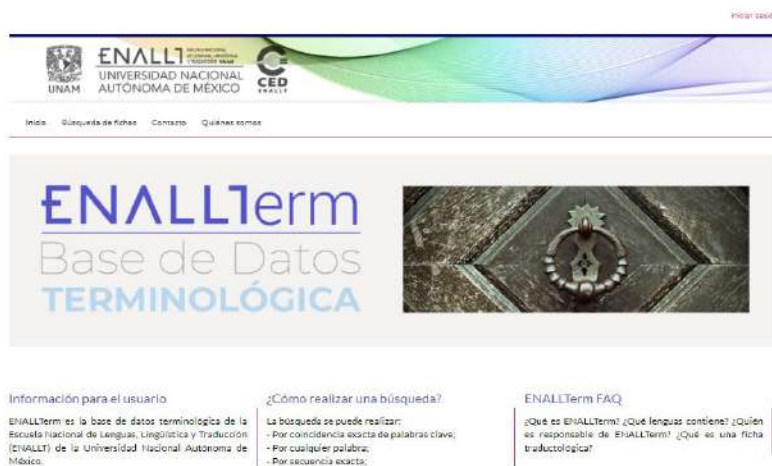 Iniciar sesió
ENALLT
UNIVERSIDAD NACIONAL
AUTÓNOMA DE MÉXICO
UNAM
CED
ENALLT
Inicio Búsqueda de fichas Contacto Quiénes somos
ENALLTerm
Base de Datos
TERMINOLÓGICA
Información para el usuario
ENALLTerm es la base de datos terminológica de la
Escuela Nacional de Lenguas, Lingüística y Traducción
(ENALLT) de la Universidad Nacional Autónoma de
México.
¿Cómo realizar una búsqueda?
La búsqueda se puede realizar:
- Por coincidencia exacta de palabras clave;
- Por cualquier palabra;
- Por secuencia exacta;
ENALLTerm FAQ
¿Qué es ENALLTerm? ¿Qué lenguas contiene? ¿Quién
es responsable de ENALLTerm? ¿Qué es una ficha
traductológica?